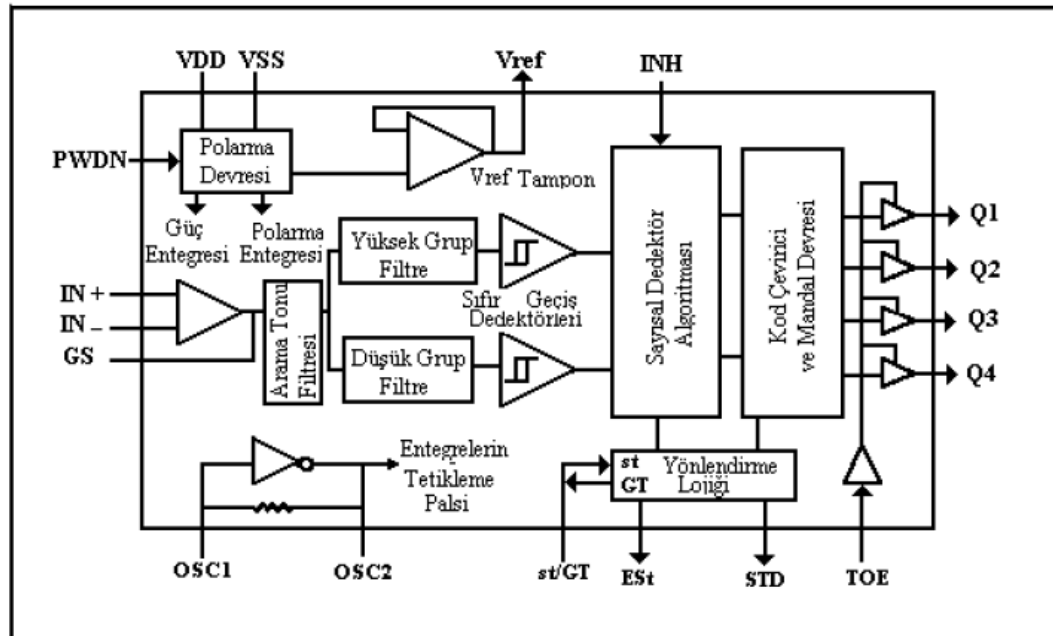 VDD
VSS
Vref
INH
PWDN
Polarma
Devresi
Vref Tampon
Güç
Entegresi
Polarma
Entegresi
Yüksek Grup
Filtre
Sıfır Geçiş
Dedektörleri
Düşük Grup
Filtre
Arama Tonu
Filtresi
IN +
IN –
GS
Sayısal Dedektör
Algoritması
Kod Çevirici
ve Mandal Devresi
Q1
Q2
Q3
Q4
Entegrelerin
Tetikleme
Palsi
st
GT
Yönlendirme
Lojiği
OSC1
OSC2
st/GT
ESt
STD
TOE